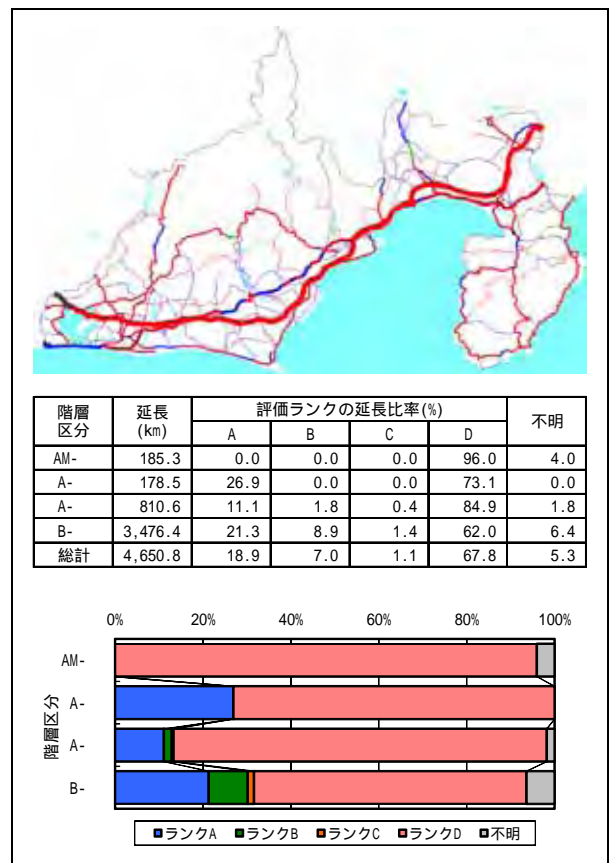 階層区分 延長(km) 評価ランクの延長比率(%) 不明
A B C D
AM- 185.3 0.0 0.0 0.0 96.0 4.0
A- 178.5 26.9 0.0 0.0 73.1 0.0
A- 810.6 11.1 1.8 0.4 84.9 1.8
B- 3,476.4 21.3 8.9 1.4 62.0 6.4
総計 4,650.8 18.9 7.0 1.1 67.8 5.3
0% 20% 40% 60% 80% 100%
階層区分
AM-
A-
A-
B-
ランクA ランクB ランクC ランクD 不明